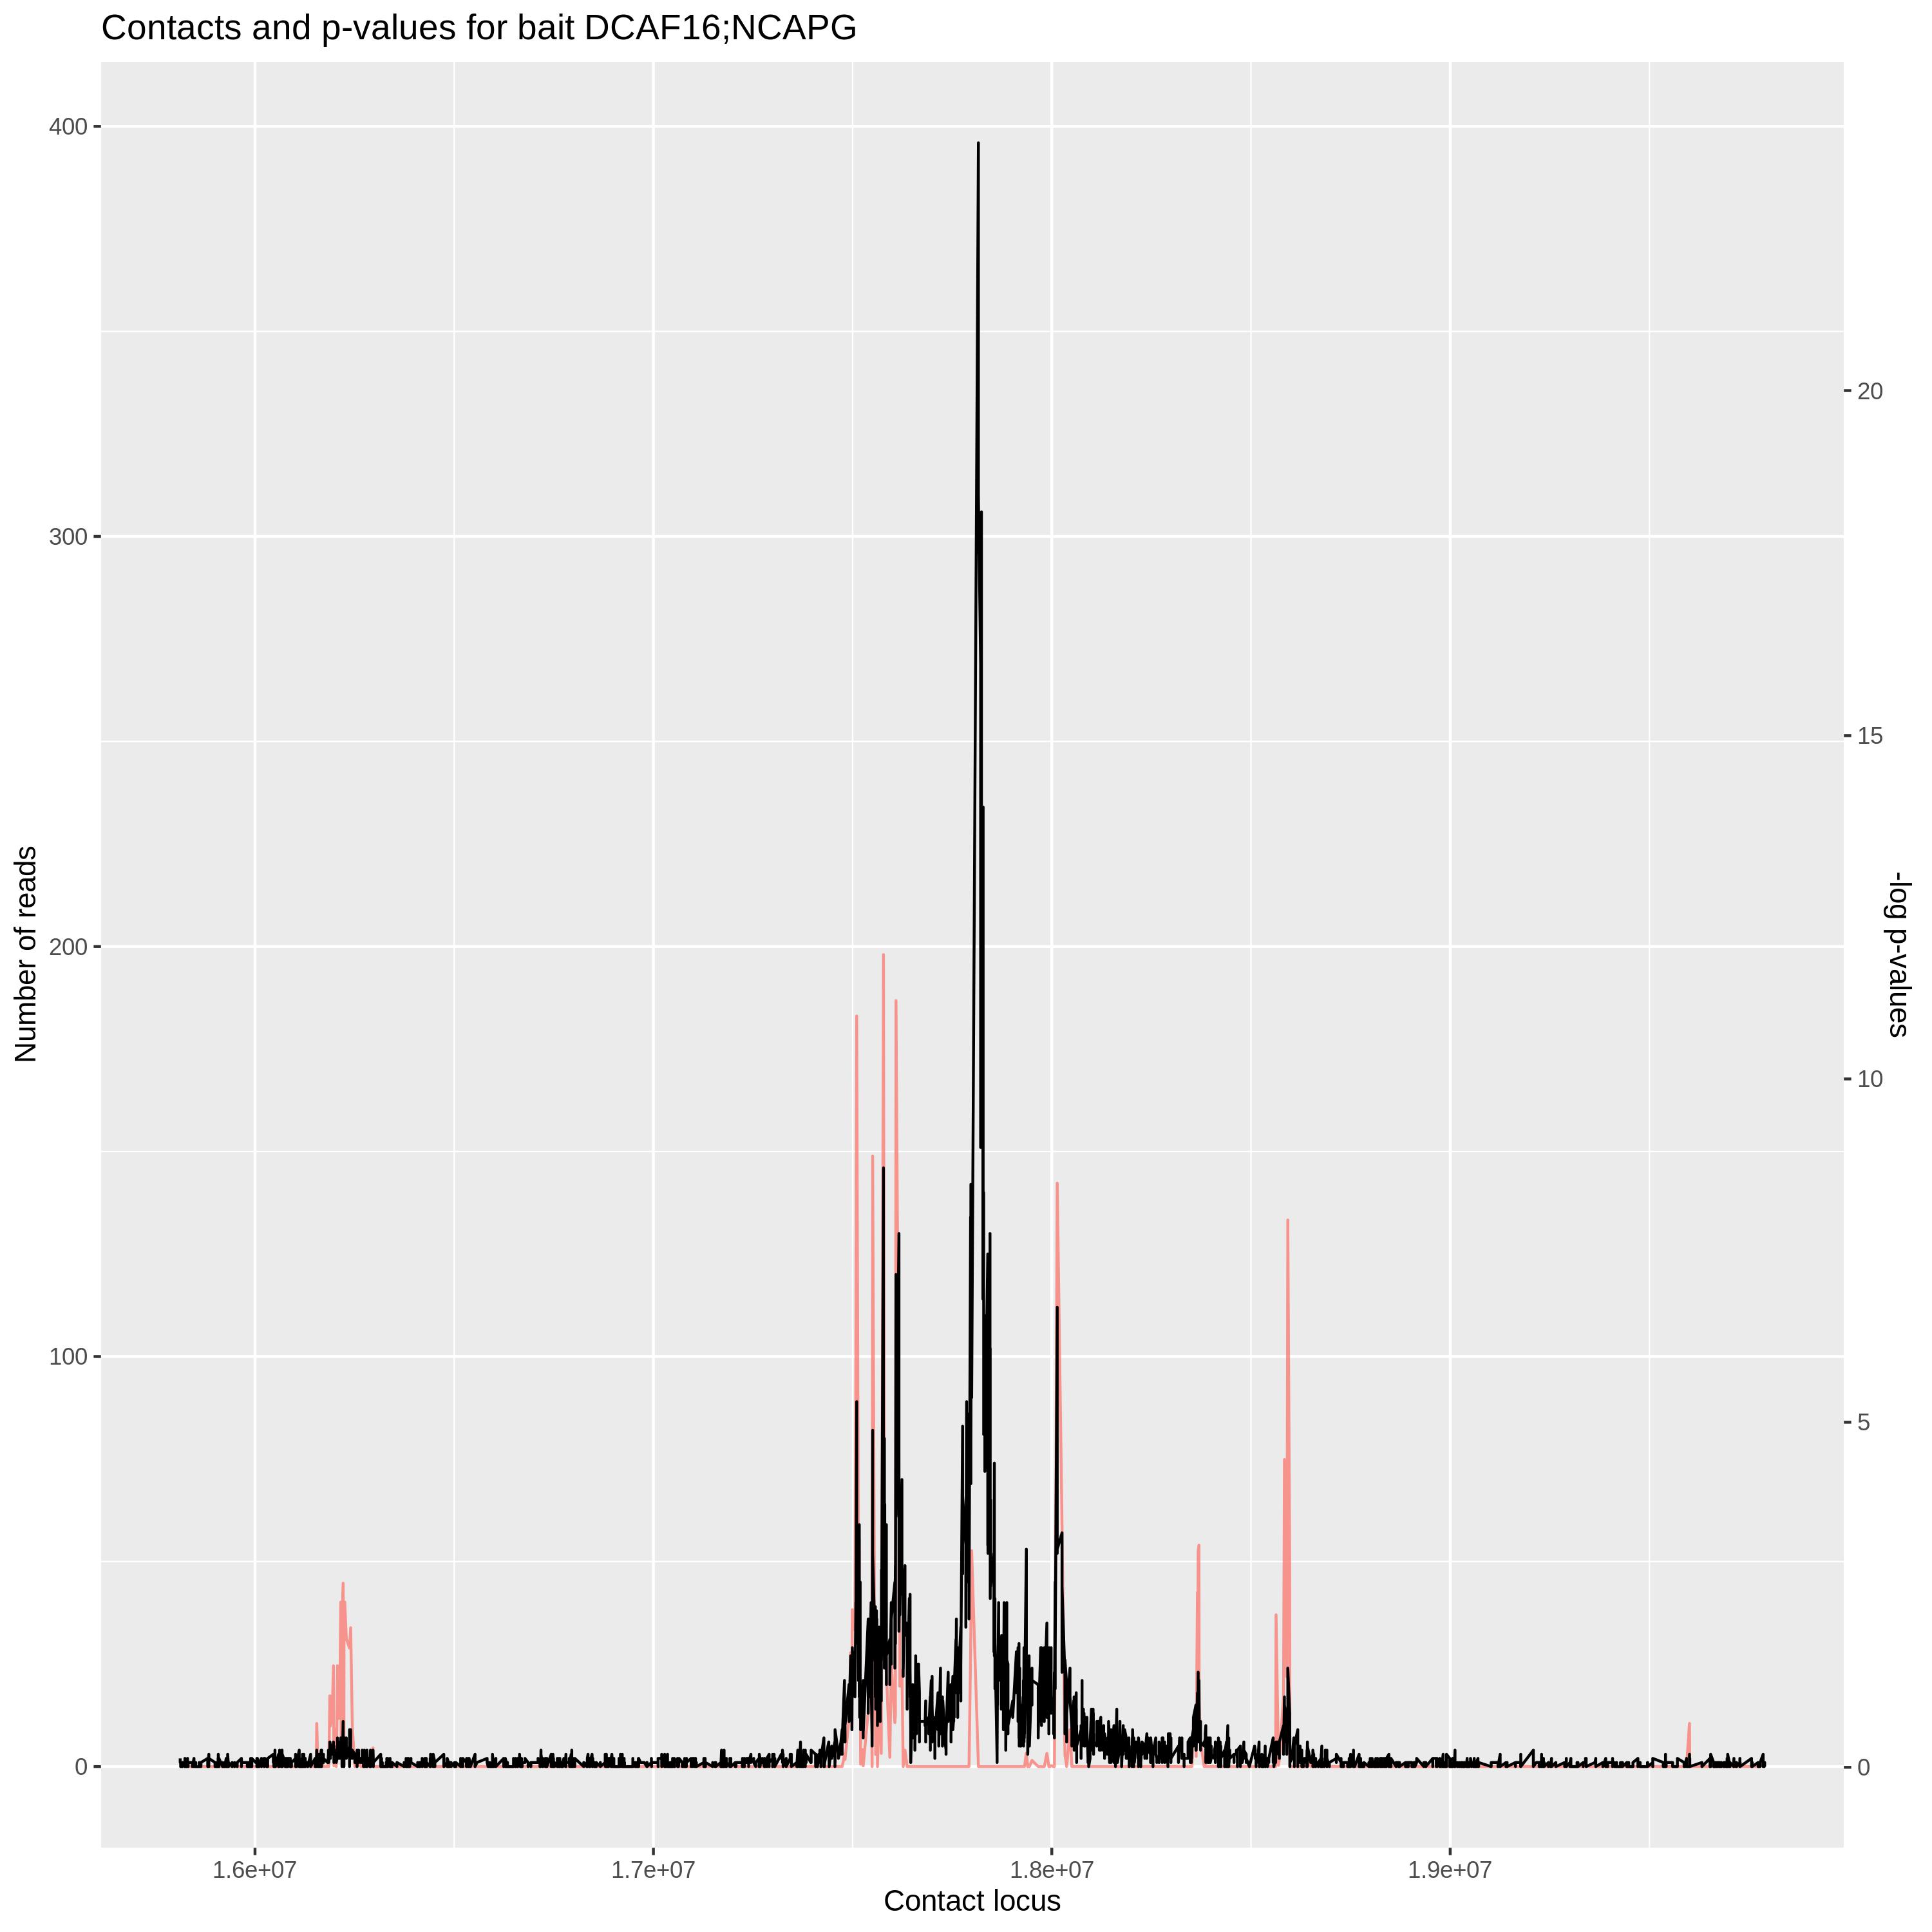 Contacts and p-values for bait DCAF16;NCAPG
400
300
200
100
0
Number of reads
20
15
10
5
0
-log p-values
1.6e+07
1.7e+07
1.8e+07
1.9e+07
Contact locus